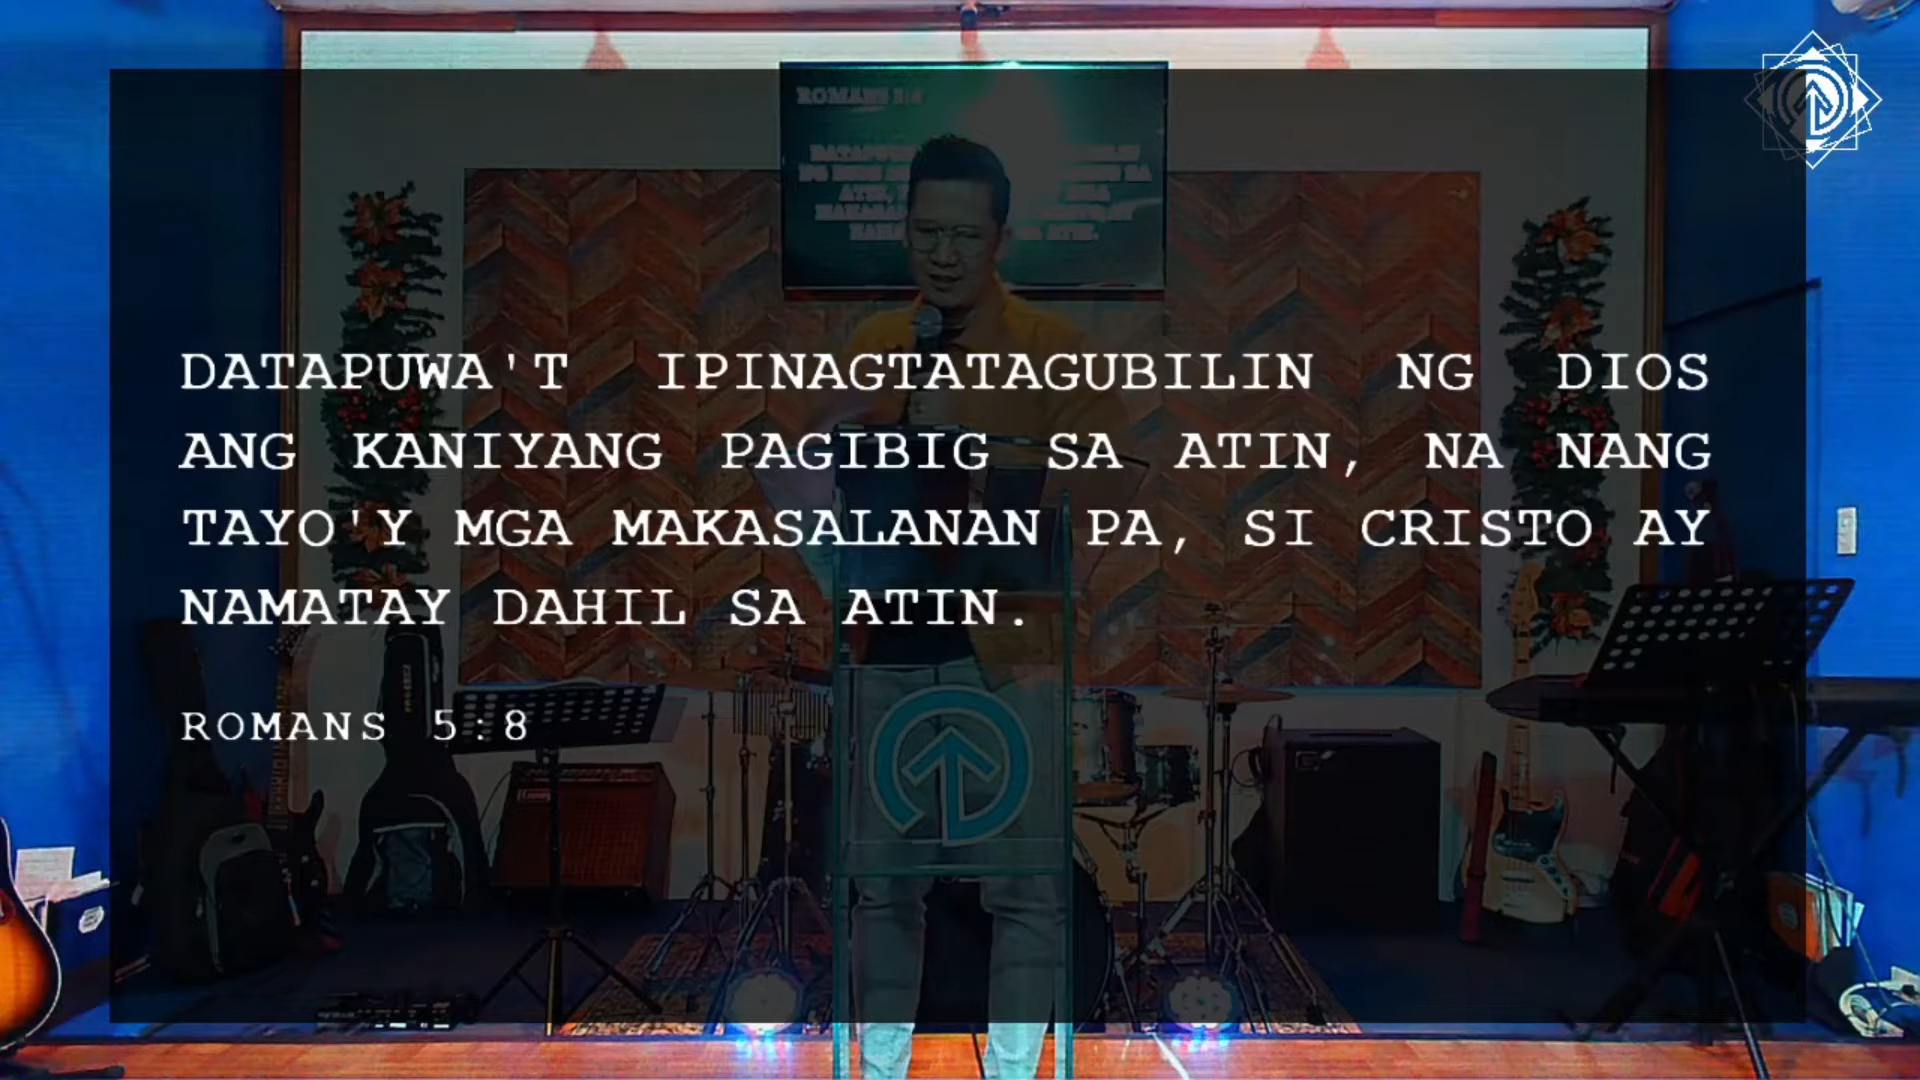 DATAPUWA'T IPINAGTATAGUBILIN NG DIOS
ANG KANIYANG PAGIBIG SA ATIN, NA NANG
TAYO'Y MGA MAKASALANAN PA, SI CRISTO AY
NAMATAY DAHIL SA ATIN.
ROMANS 5:8